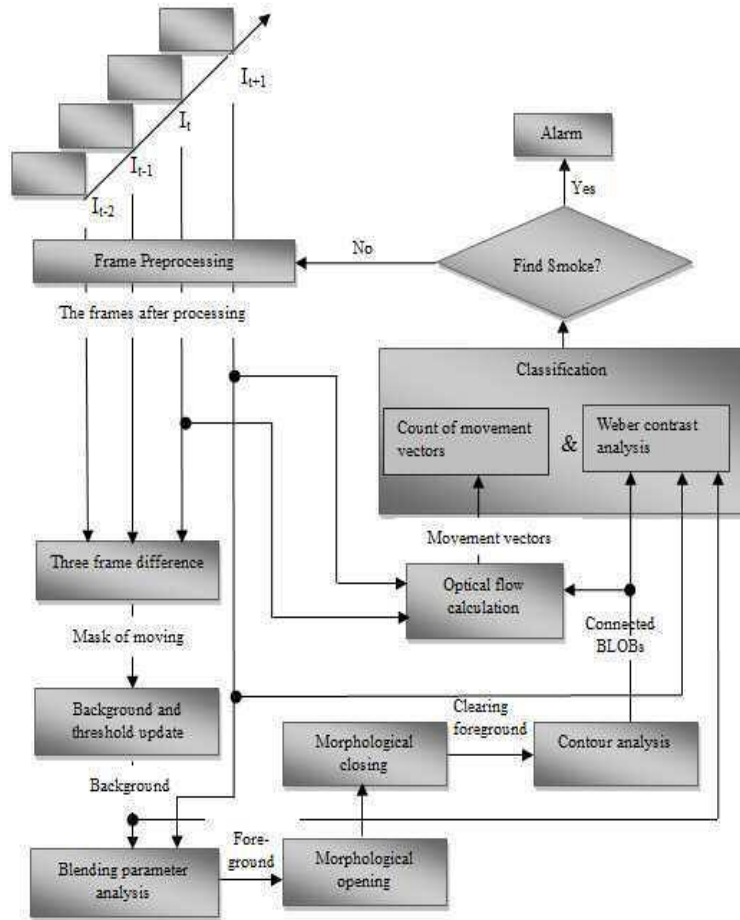 I_{t+1}
I_t
I_{t-1}
I_{t-2}
Alarm
Yes
No
Find Smoke?
Frame Preprocessing
The frames after processing
Classification
Count of movement
vectors
&
Weber contrast
analysis
Movement vectors
Three frame difference
Optical flow
calculation
Mask of moving
Connected
BLOBs
Background and
threshold update
Clearing
foreground
Morphological
closing
Contour analysis
Background
Fore-
ground
Blending parameter
analysis
Morphological
opening